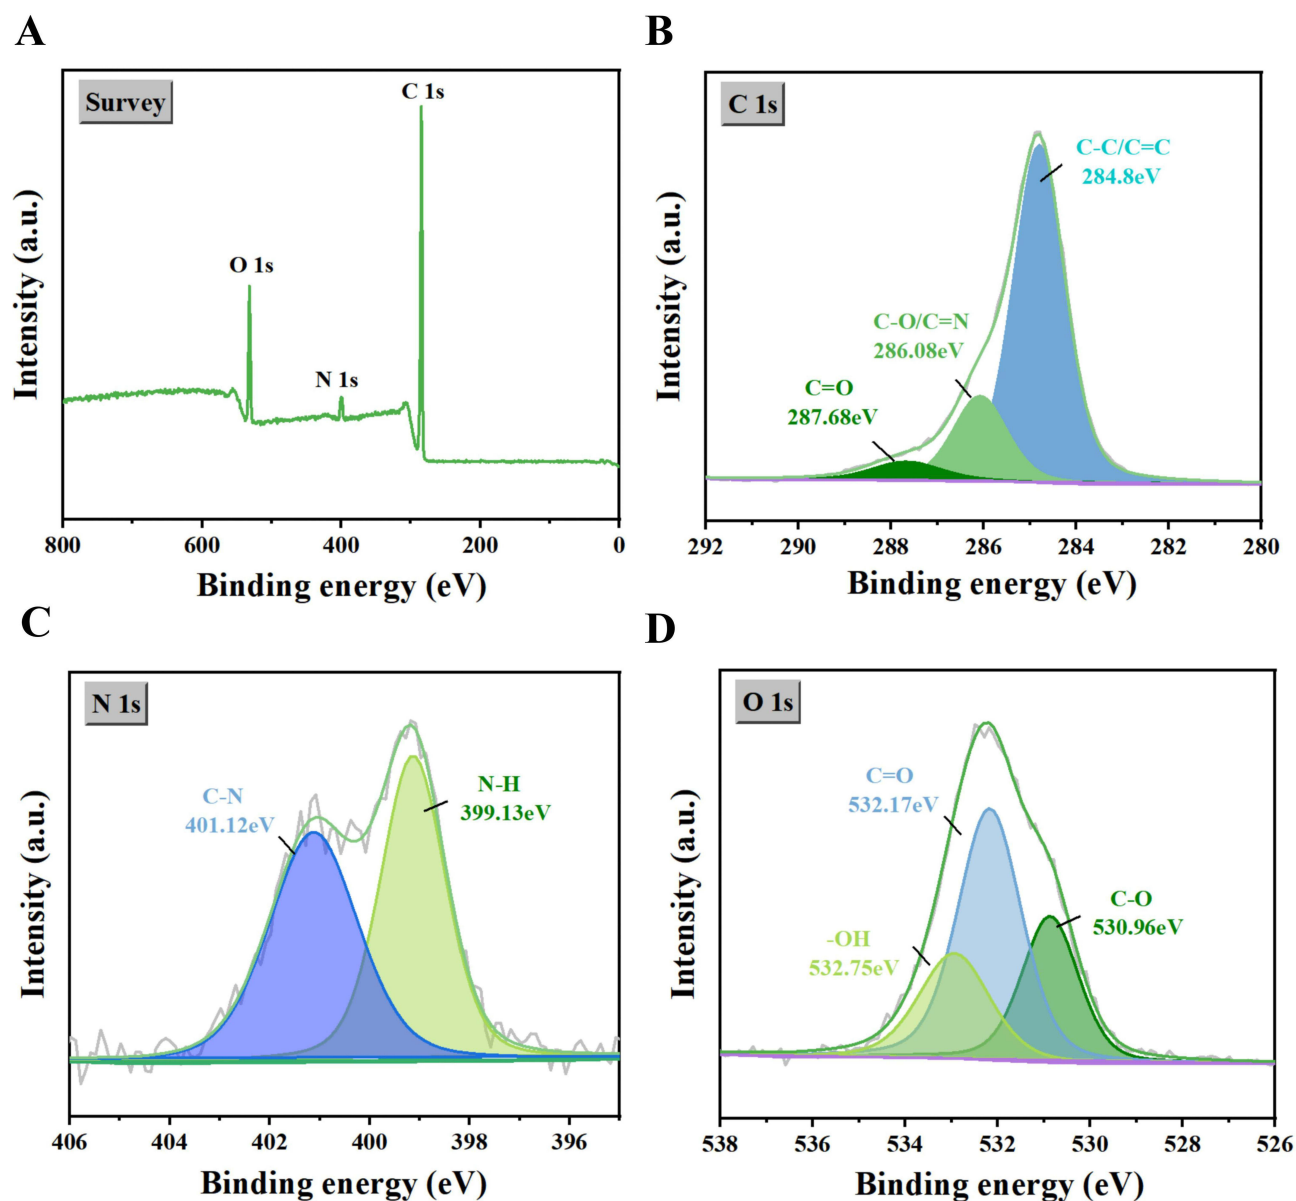 A
Survey
C 1s
O 1s
N 1s
Intensity (a.u.)
800
600
400
200
0
Binding energy (eV)
B
C 1s
C-C/C=C
284.8eV
C-O/C=N
286.08eV
C=O
287.68eV
Intensity (a.u.)
292
290
288
286
284
282
280
Binding energy (eV)
C
N 1s
C-N
401.12eV
N-H
399.13eV
Intensity (a.u.)
406
404
402
400
398
396
Binding energy (eV)
D
O 1s
C=O
532.17eV
C-O
530.96eV
-OH
532.75eV
Intensity (a.u.)
538
536
534
532
530
528
526
Binding energy (eV)